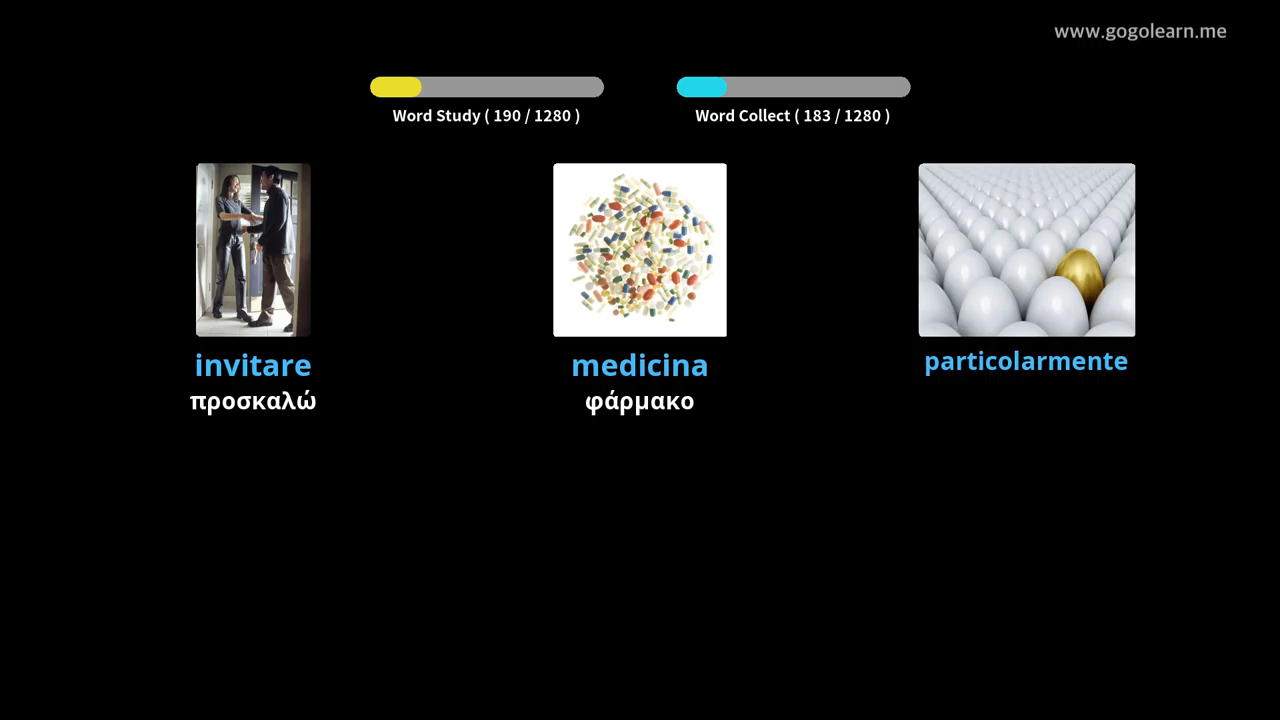 www.gogolearn.me
Word Study ( 190 / 1280 )
Word Collect ( 183 / 1280 )
invitare
προσκαλώ
medicina
φάρμακο
particolarmente